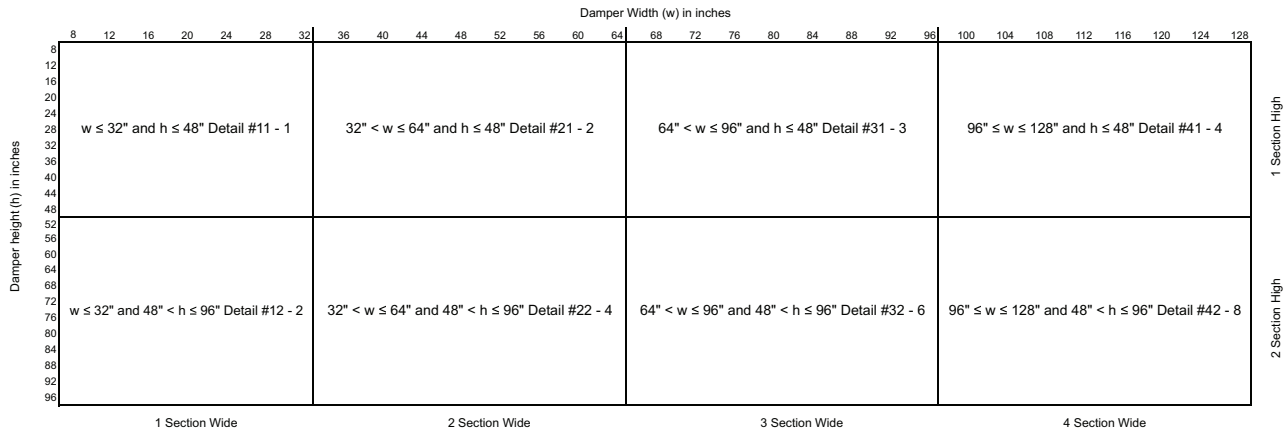 Damper Width (w) in inches
8 12 16 20 24 28 32 36 40 44 48 52 56 60 64 68 72 76 80 84 88 92 96 100 104 108 112 116 120 124 128
Damper height (h) in inches
8
12
16
20
24
28
32
36
40
44
48
52
56
60
64
68
72
76
80
84
88
92
96
w ≤ 32" and h ≤ 48" Detail #11 - 1
32" < w ≤ 64" and h ≤ 48" Detail #21 - 2
64" < w ≤ 96" and h ≤ 48" Detail #31 - 3
96" ≤ w ≤ 128" and h ≤ 48" Detail #41 - 4
1 Section High
w ≤ 32" and 48" < h ≤ 96" Detail #12 - 2
32" < w ≤ 64" and 48" < h ≤ 96" Detail #22 - 4
64" < w ≤ 96" and 48" < h ≤ 96" Detail #32 - 6
96" ≤ w ≤ 128" and 48" < h ≤ 96" Detail #42 - 8
2 Section High
1 Section Wide
2 Section Wide
3 Section Wide
4 Section Wide